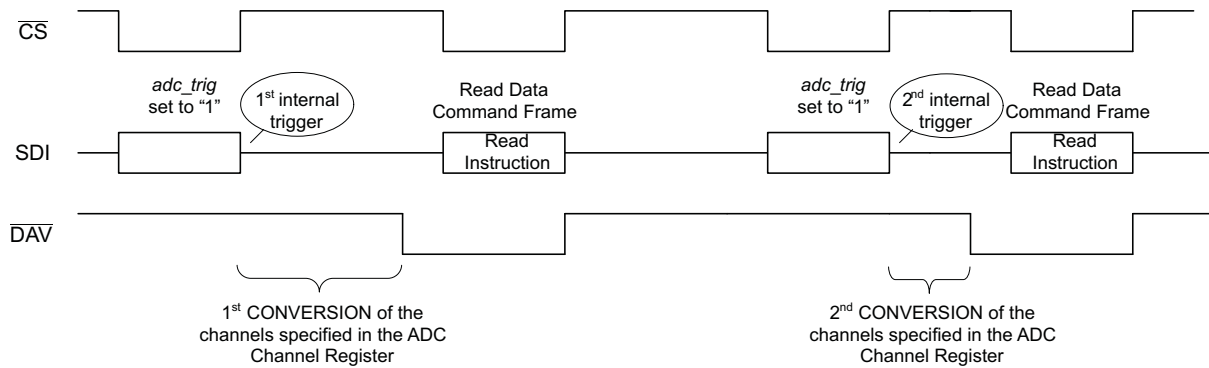 CS
adc_trig
set to “1”
1st internal
trigger
Read Data
Command Frame
adc_trig
set to “1”
2nd internal
trigger
Read Data
Command Frame
SDI
Read
Instruction
Read
Instruction
DAV
1st CONVERSION of the
channels specified in the ADC
Channel Register
2nd CONVERSION of the
channels specified in the ADC
Channel Register